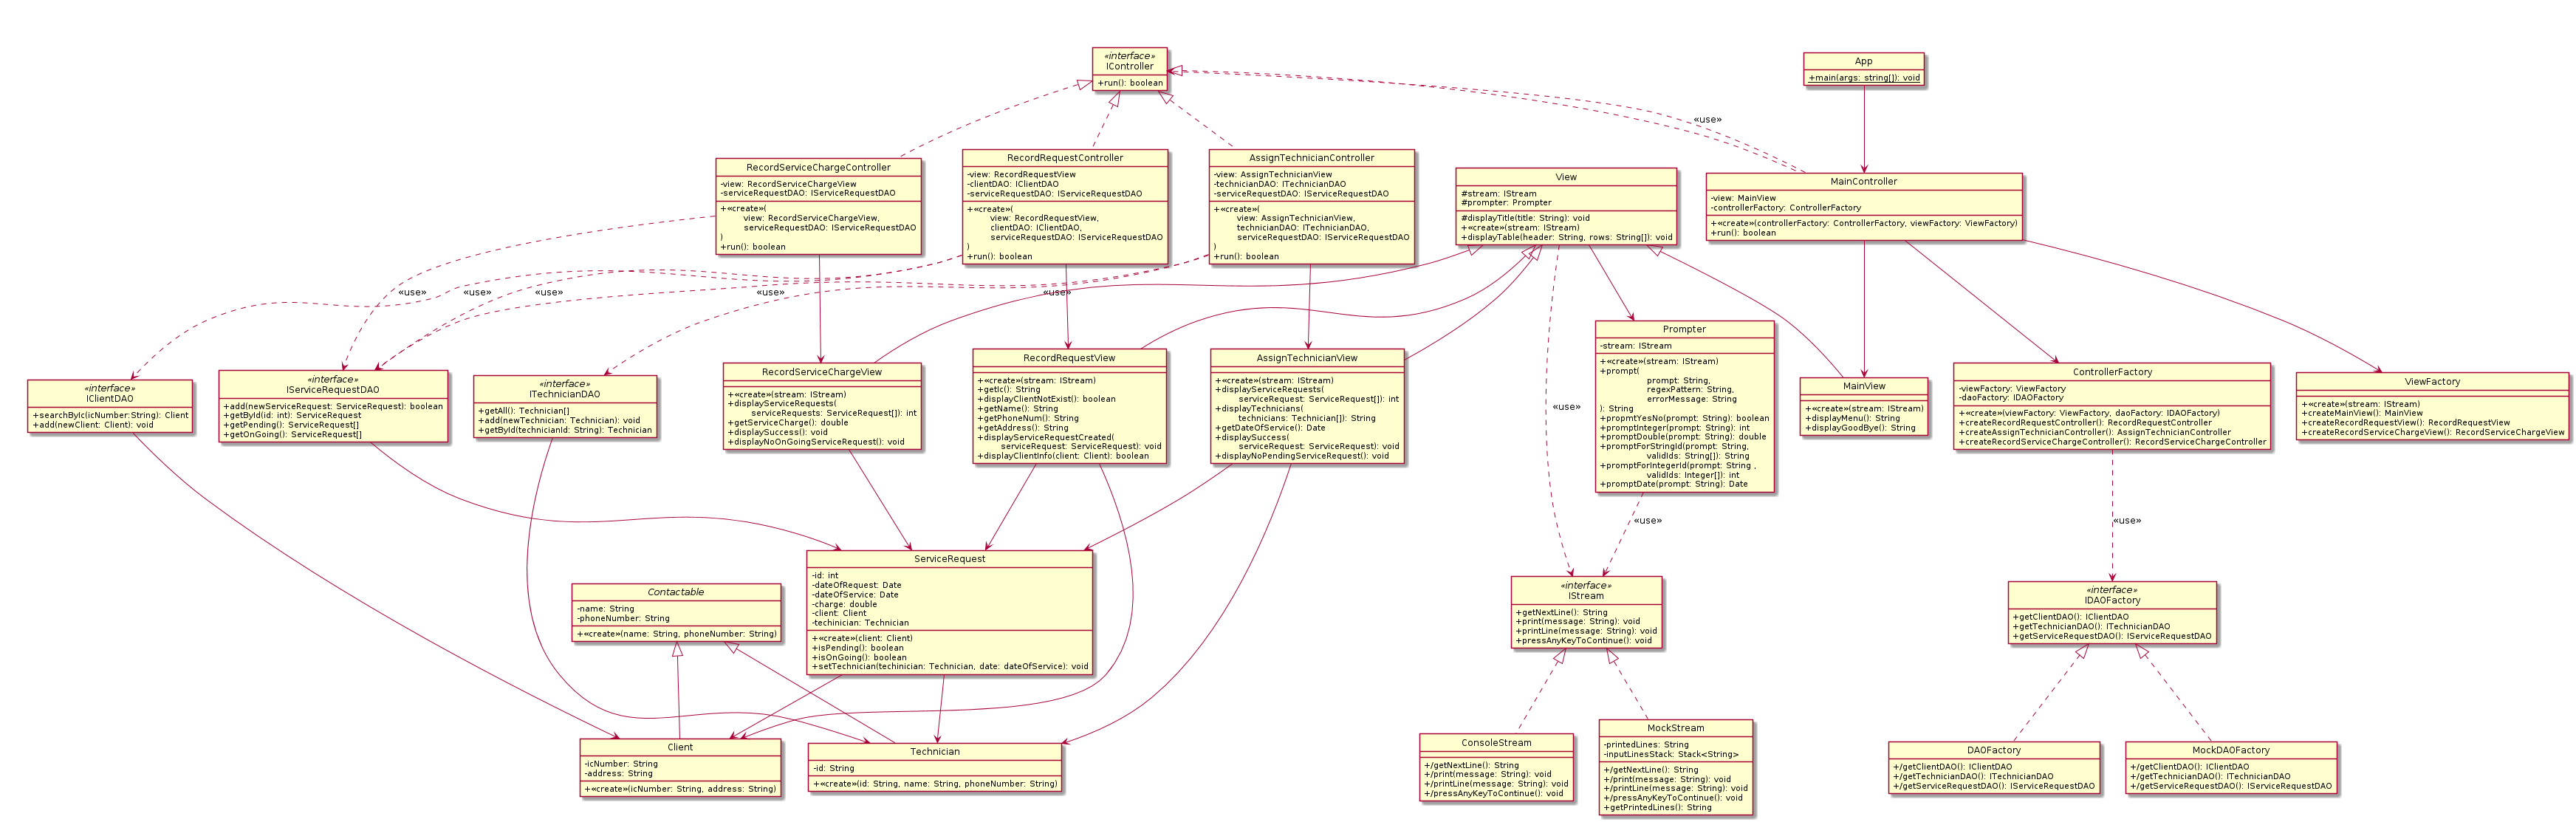 «interface»
IController
+run(): boolean
App
+main(args: string[]): void
«use»
RecordServiceChargeController
-view: RecordServiceChargeView
-serviceRequestDAO: IServiceRequestDAO
+«create»(
view: RecordServiceChargeView,
serviceRequestDAO: IServiceRequestDAO
)
+run(): boolean
RecordRequestController
-view: RecordRequestView
-clientDAO: IClientDAO
-serviceRequestDAO: IServiceRequestDAO
+«create»(
view: RecordRequestView,
clientDAO: IClientDAO,
serviceRequestDAO: IServiceRequestDAO
)
+run(): boolean
AssignTechnicianController
-view: AssignTechnicianView
-technicianDAO: ITechnicianDAO
-serviceRequestDAO: IServiceRequestDAO
+«create»(
view: AssignTechnicianView,
technicianDAO: ITechnicianDAO,
serviceRequestDAO: IServiceRequestDAO
)
+run(): boolean
View
#stream: IStream
#prompter: Prompter
#displayTitle(title: String): void
+«create»(stream: IStream)
+displayTable(header: String, rows: String[]): void
MainController
-view: MainView
-controllerFactory: ControllerFactory
+«create»(controllerFactory: ControllerFactory, viewFactory: ViewFactory)
+run(): boolean
«use»
«use»
«use»
«use»
«use»
«interface»
IClientDAO
+searchByIc(icNumber:String): Client
+add(newClient: Client): void
«interface»
IServiceRequestDAO
+add(newServiceRequest: ServiceRequest): boolean
+getById(id: int): ServiceRequest
+getPending(): ServiceRequest[]
+getOnGoing(): ServiceRequest[]
«interface»
ITechnicianDAO
+getAll(): Technician[]
+add(newTechnician: Technician): void
+getById(technicianId: String): Technician
RecordServiceChargeView
+«create»(stream: IStream)
+displayServiceRequests(
serviceRequests: ServiceRequest[]): int
+getServiceCharge(): double
+displaySuccess(): void
+displayNoOnGoingServiceRequest(): void
RecordRequestView
+«create»(stream: IStream)
+getIc(): String
+displayClientNotExist(): boolean
+getName(): String
+getPhoneNum(): String
+getAddress(): String
+displayServiceRequestCreated(
serviceRequest: ServiceRequest): void
+displayClientInfo(client: Client): boolean
AssignTechnicianView
+«create»(stream: IStream)
+displayServiceRequests(
serviceRequest: ServiceRequest[]): int
+displayTechnicians(
technicians: Technician[]): String
+getDateOfService(): Date
+displaySuccess(
serviceRequest: ServiceRequest): void
+displayNoPendingServiceRequest(): void
«use»
Prompter
-stream: IStream
+«create»(stream: IStream)
+prompt(
prompt: String,
regexPattern: String,
errorMessage: String
): String
+propmtYesNo(prompt: String): boolean
+promptInteger(prompt: String): int
+promptDouble(prompt: String): double
+promptForStringId(prompt: String,
validIds: String[]): String
+promptForIntegerId(prompt: String ,
validIds: Integer[]): int
+promptDate(prompt: String): Date
MainView
+«create»(stream: IStream)
+displayMenu(): String
+displayGoodBye(): String
ControllerFactory
-viewFactory: ViewFactory
-daoFactory: IDAOFactory
+«create»(viewFactory: ViewFactory, daoFactory: IDAOFactory)
+createRecordRequestController(): RecordRequestController
+createAssignTechnicianController(): AssignTechnicianController
+createRecordServiceChargeController(): RecordServiceChargeController
ViewFactory
+«create»(stream: IStream)
+createMainView(): MainView
+createRecordRequestView(): RecordRequestView
+createRecordServiceChargeView(): RecordServiceChargeView
«use»
«use»
Contactable
-name: String
-phoneNumber: String
+«create»(name: String, phoneNumber: String)
ServiceRequest
-id: int
-dateOfRequest: Date
-dateOfService: Date
-charge: double
-client: Client
-techinician: Technician
+«create»(client: Client)
+isPending(): boolean
+isOnGoing(): boolean
+setTechnician(techinician: Technician, date: dateOfService): void
«interface»
IStream
+getNextLine(): String
+print(message: String): void
+printLine(message: String): void
+pressAnyKeyToContinue(): void
«interface»
IDAOFactory
+getClientDAO(): IClientDAO
+getTechnicianDAO(): ITechnicianDAO
+getServiceRequestDAO(): IServiceRequestDAO
Client
-icNumber: String
-address: String
+«create»(icNumber: String, address: String)
Technician
-id: String
+«create»(id: String, name: String, phoneNumber: String)
ConsoleStream
+/getNextLine(): String
+/print(message: String): void
+/printLine(message: String): void
+/pressAnyKeyToContinue(): void
MockStream
-printedLines: String
-inputLinesStack: Stack<String>
+/getNextLine(): String
+/print(message: String): void
+/printLine(message: String): void
+/pressAnyKeyToContinue(): void
+getPrintedLines(): String
DAOFactory
+/getClientDAO(): IClientDAO
+/getTechnicianDAO(): ITechnicianDAO
+/getServiceRequestDAO(): IServiceRequestDAO
MockDAOFactory
+/getClientDAO(): IClientDAO
+/getTechnicianDAO(): ITechnicianDAO
+/getServiceRequestDAO(): IServiceRequestDAO